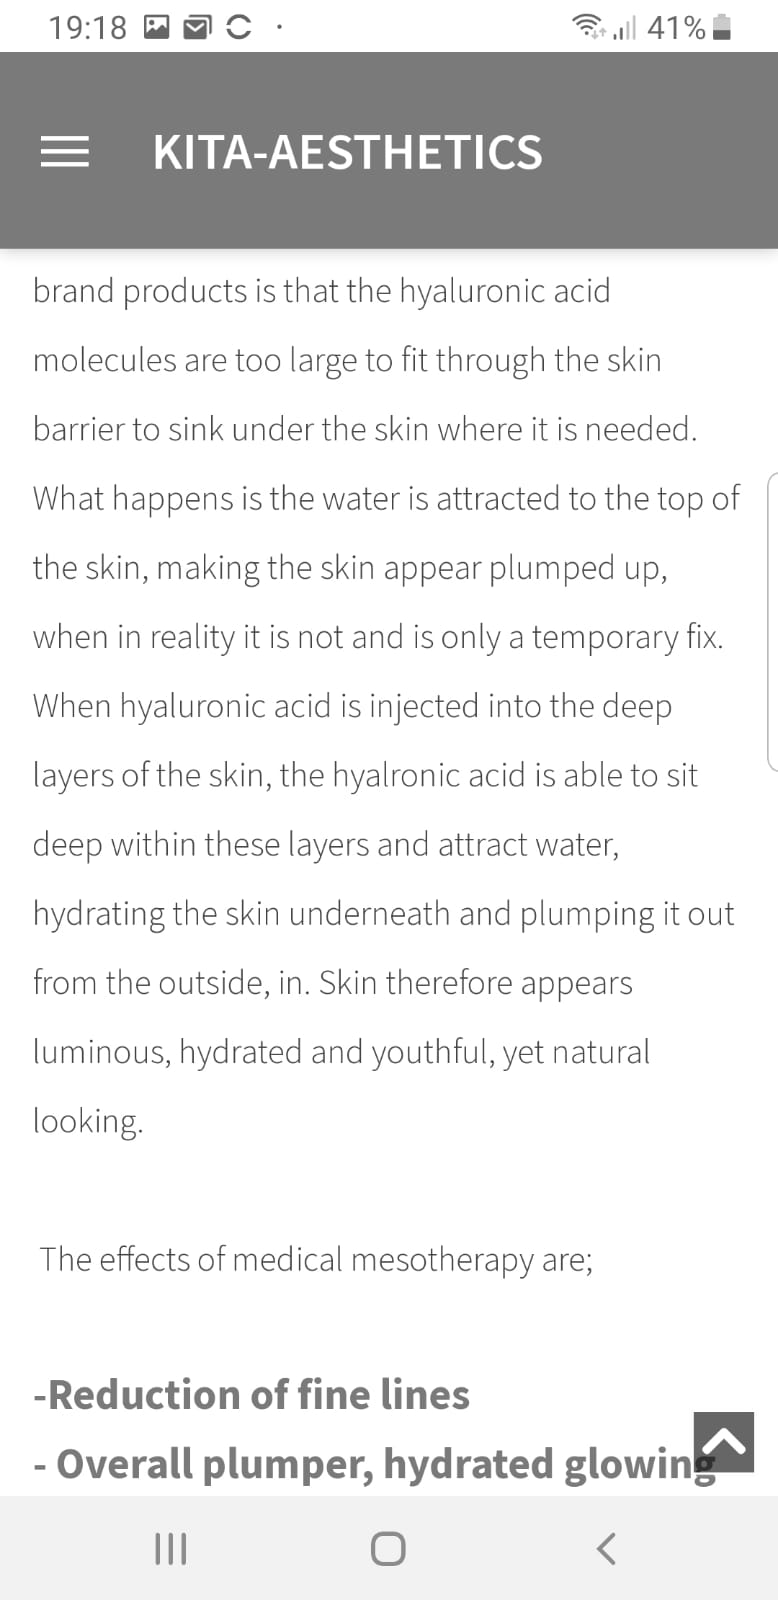 19:18
41%
KITA-AESTHETICS
brand products is that the hyaluronic acid
molecules are too large to fit through the skin
barrier to sink under the skin where it is needed.
What happens is the water is attracted to the top of
the skin, making the skin appear plumped up,
when in reality it is not and is only a temporary fix.
When hyaluronic acid is injected into the deep
layers of the skin, the hyalronic acid is able to sit
deep within these layers and attract water,
hydrating the skin underneath and plumping it out
from the outside, in. Skin therefore appears
luminous, hydrated and youthful, yet natural
looking.
The effects of medical mesotherapy are;
-Reduction of fine lines
- Overall plumper, hydrated glowing